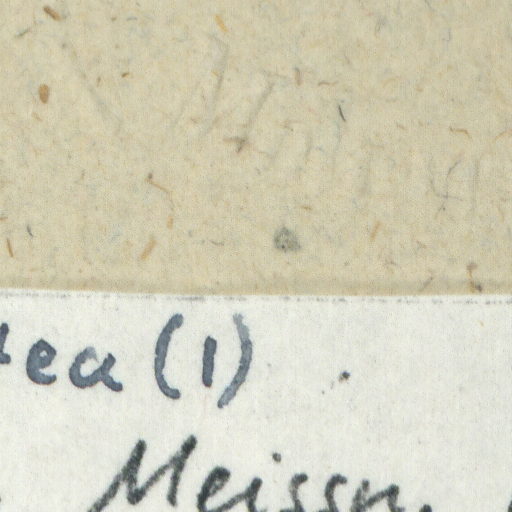 ea (1)
Meissn.